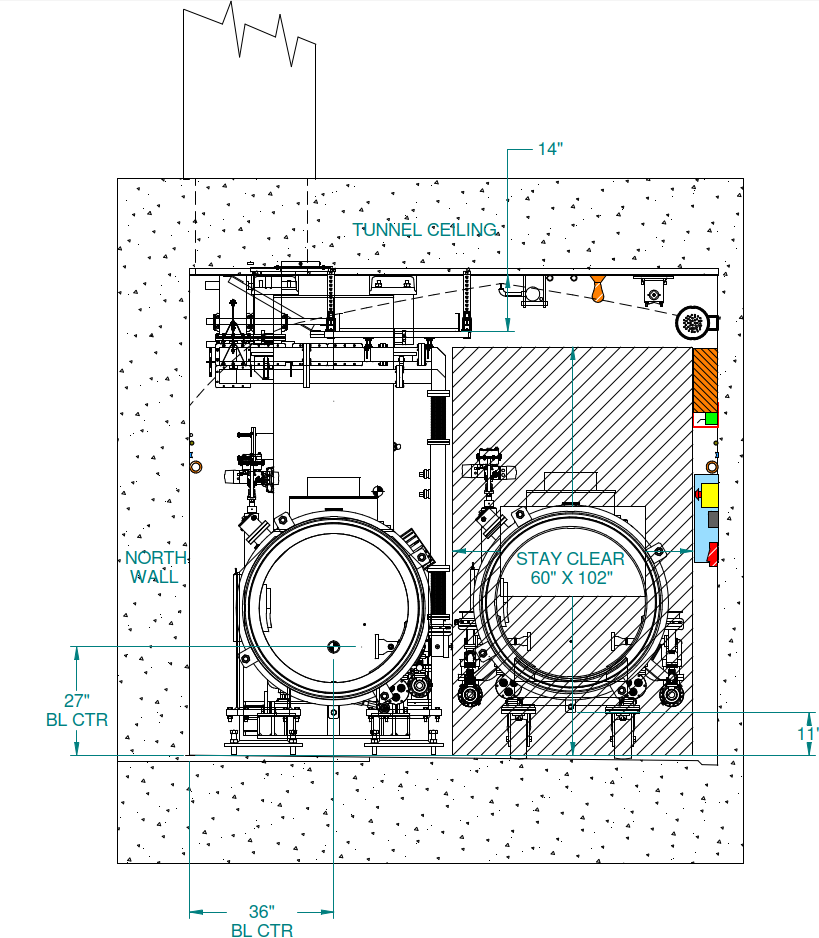 14"
TUNNEL CEILING
NORTH
WALL
STAY CLEAR
60" X 102"
27"
BL CTR
11"
36"
BL CTR